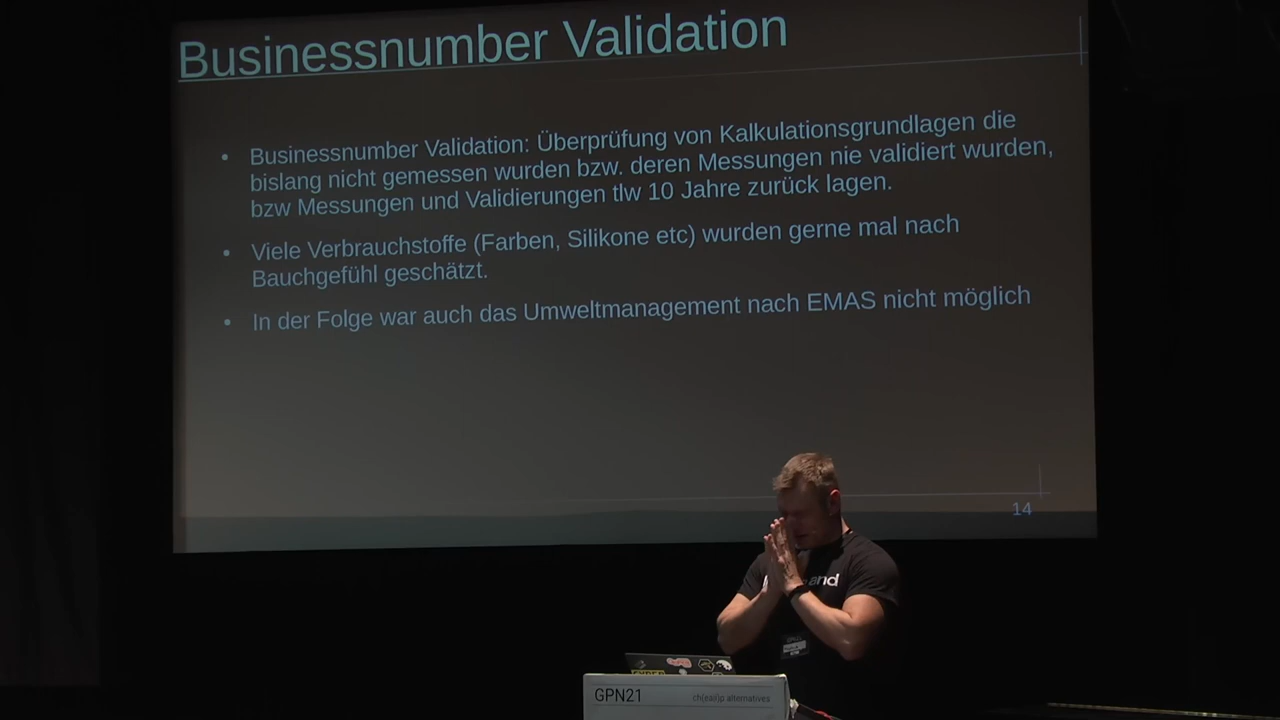 Businessnumber Validation
• Businessnumber Validation: Überprüfung von Kalkulationsgrundlagen die
bislang nicht gemessen wurden bzw. deren Messungen nie validiert wurden,
bzw Messungen und Validierungen tlw 10 Jahre zurück lagen.
• Viele Verbrauchstoffe (Farben, Silikone etc) wurden gerne mal nach
Bauchgefühl geschätzt.
• In der Folge war auch das Umweltmanagement nach EMAS nicht möglich
14
GPN21
ch(eai)p alternatives